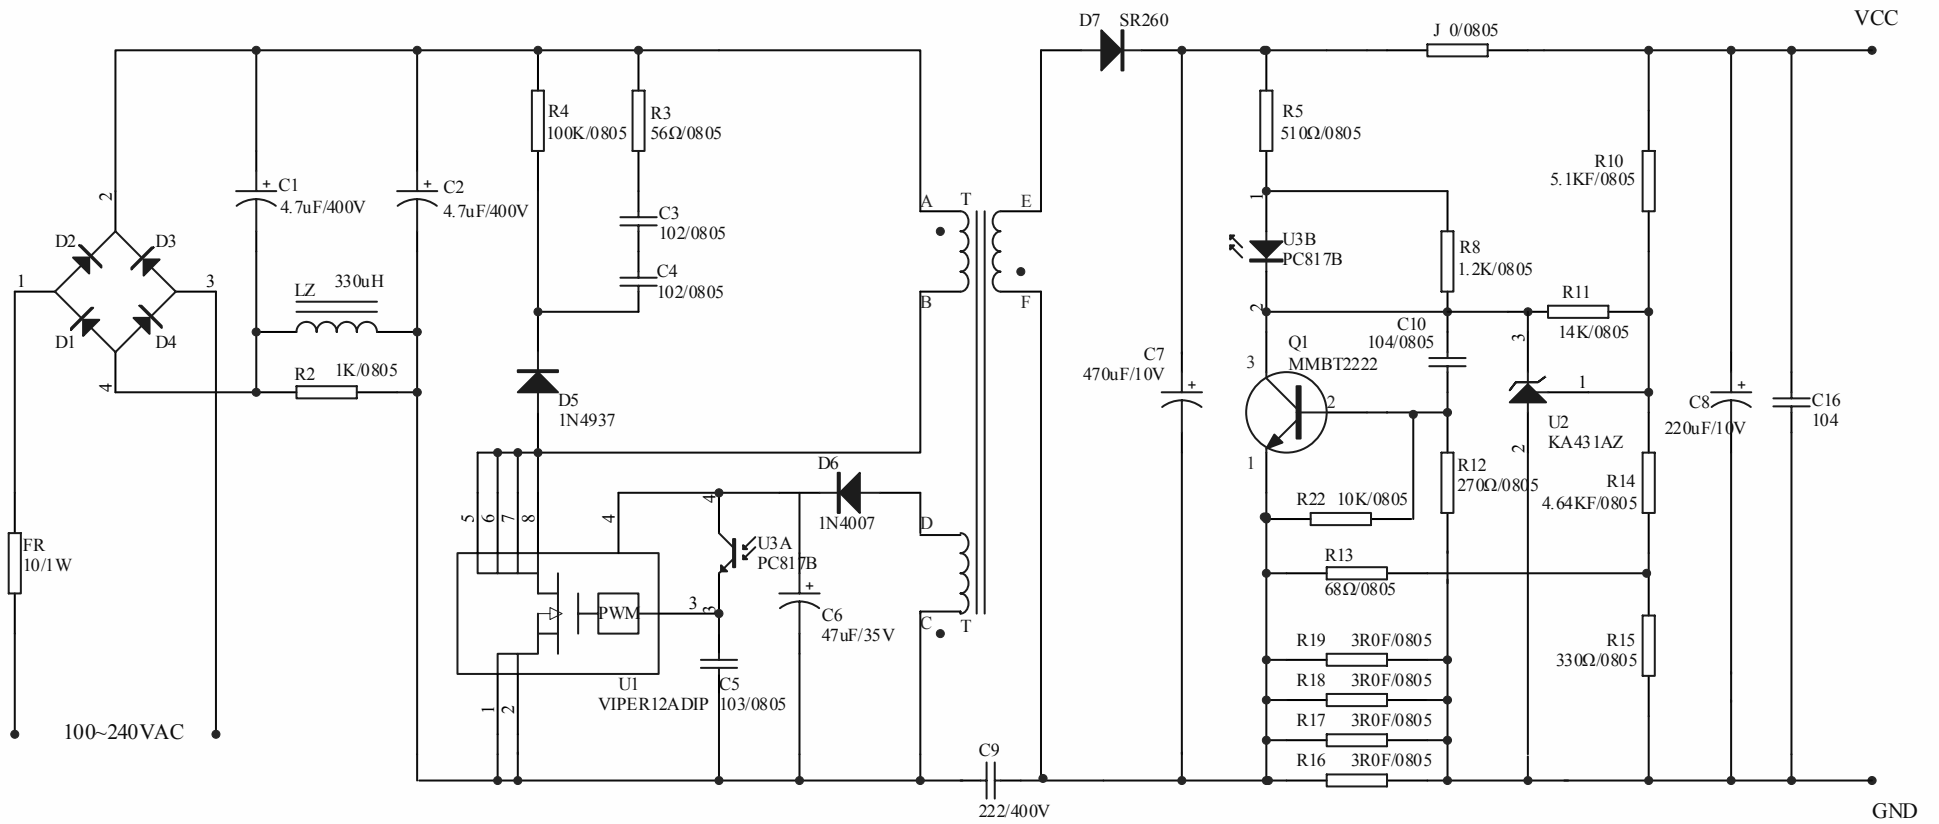 D7 SR260
VCC
J 0/0805
R4
100K/0805
R3
56Ω/0805
R5
510Ω/0805
R10
5.1KF/0805
2
C1
4.7uF/400V
C2
4.7uF/400V
A
T
E
1
C3
102/0805
D2
D3
U3B
PC817B
R8
1.2K/0805
C4
102/0805
1
3
LZ
330uH
B
F
2
R11
14K/0805
D1
D4
C10
104/0805
3
Q1
MMBT2222
3
C7
470uF/10V
R2
1K/0805
4
D5
1N4937
2
1
C8
220uF/10V
C16
104
U2
KA431AZ
2
1
D6
1N4007
R12
270Ω/0805
R14
4.64KF/0805
R22 10K/0805
5
6
7
8
4
4
D
FR
10/1W
U3A
PC817B
R13
68Ω/0805
PWM
3
3
C6
47uF/35V
C
T
R19 3R0F/0805
R15
330Ω/0805
R18 3R0F/0805
U1
VIPER12ADIP
C5
103/0805
1
2
R17 3R0F/0805
100~240VAC
C9
222/400V
R16 3R0F/0805
GND